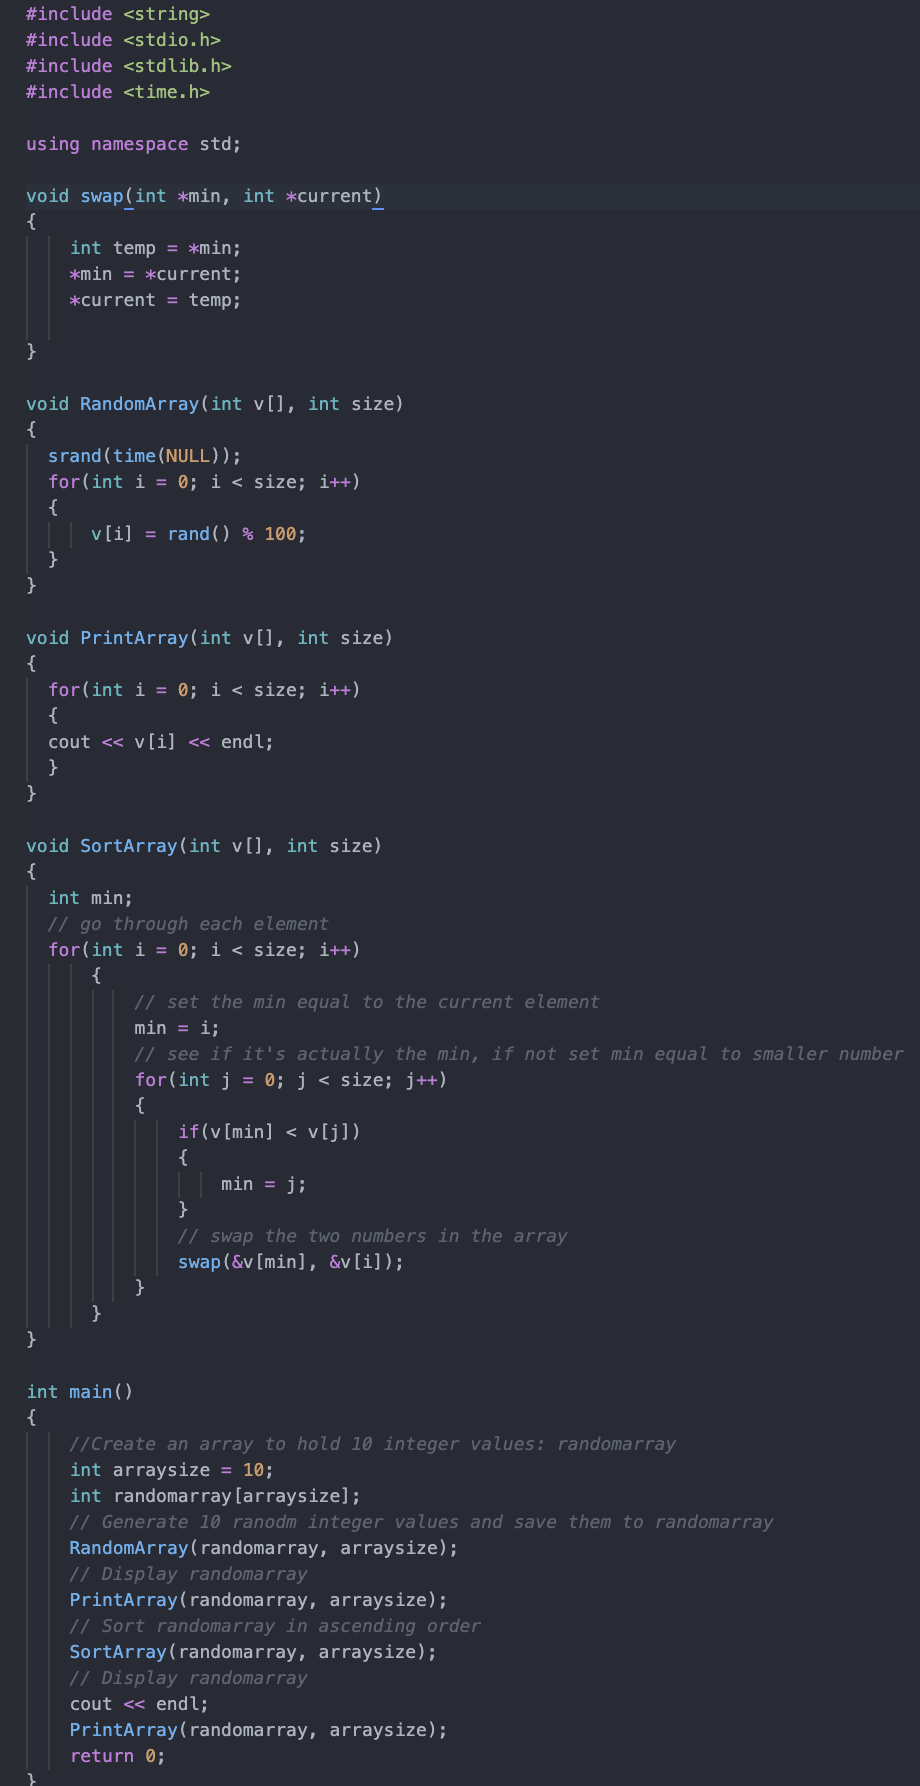 #include <string>
#include <stdio.h>
#include <stdlib.h>
#include <time.h>

using namespace std;

void swap(int *min, int *current)
{
    int temp = *min;
    *min = *current;
    *current = temp;

}

void RandomArray(int v[], int size)
{
  srand(time(NULL));
  for(int i = 0; i < size; i++)
  {
      v[i] = rand() % 100;
  }
}

void PrintArray(int v[], int size)
{
  for(int i = 0; i < size; i++)
  {
  cout << v[i] << endl;
  }
}

void SortArray(int v[], int size)
{
  int min;
  // go through each element
  for(int i = 0; i < size; i++)
      {
          // set the min equal to the current element
          min = i;
          // see if it's actually the min, if not set min equal to smaller number
          for(int j = 0; j < size; j++)
          {
              if(v[min] < v[j])
              {
                  min = j;
              }
              // swap the two numbers in the array
              swap(&v[min], &v[i]);
          }
      }
}

int main()
{
    //Create an array to hold 10 integer values: randomarray
    int arraysize = 10;
    int randomarray[arraysize];
    // Generate 10 ranodm integer values and save them to randomarray
    RandomArray(randomarray, arraysize);
    // Display randomarray
    PrintArray(randomarray, arraysize);
    // Sort randomarray in ascending order
    SortArray(randomarray, arraysize);
    // Display randomarray
    cout << endl;
    PrintArray(randomarray, arraysize);
    return 0;
}